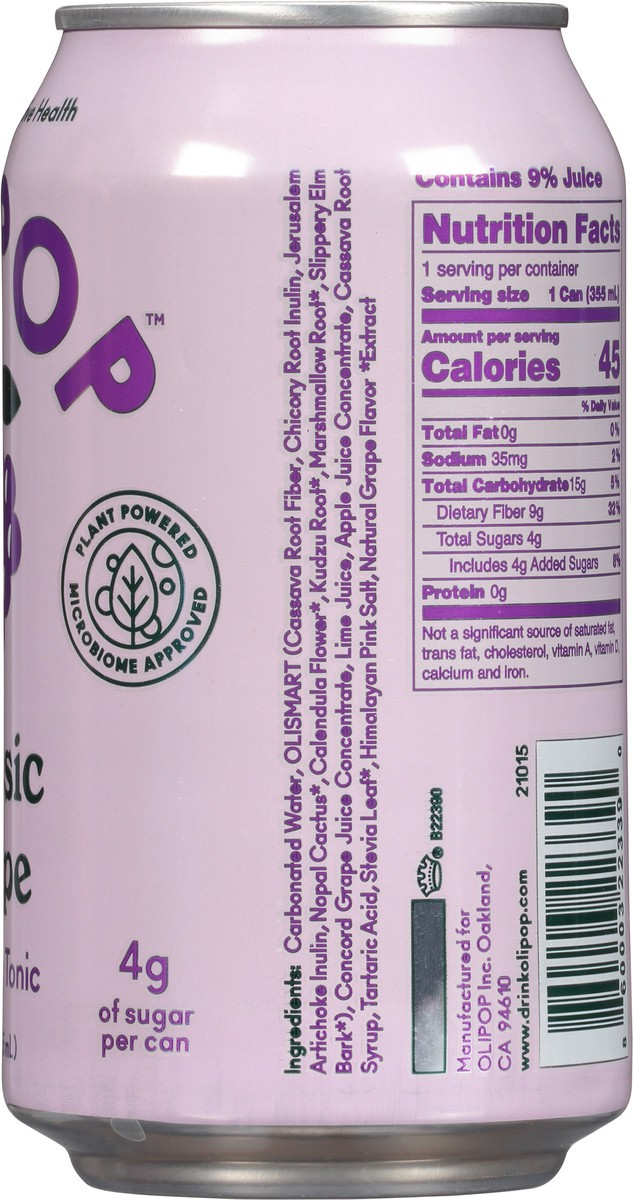 Health
POP™
PLANT POWERED
MICROBIOME APPROVED
sic
pe
Tonic
4g
of sugar
per can
Ingredients: Carbonated Water, OLISMART (Cassava Root Fiber, Chicory Root Inulin, Jerusalem
Artichoke Inulin, Nopal Cactus*, Calendula Flower*, Kudzu Root*, Marshmallow Root*, Slippery Elm
Bark*), Concord Grape Juice Concentrate, Lime Juice, Apple Juice Concentrate, Cassava Root
Syrup, Tartaric Acid, Stevia Leaf*, Himalayan Pink Salt, Natural Grape Flavor *Extract
Contains 9% Juice
Nutrition Facts
1 serving per container
Serving size 1 Can (355 mL)
Amount per serving
Calories 45
% Daily Value
Total Fat 0g 0%
Sodium 35mg 2%
Total Carbohydrate 15g 5%
Dietary Fiber 9g 32%
Total Sugars 4g
Includes 4g Added Sugars 8%
Protein 0g
Not a significant source of saturated fat,
trans fat, cholesterol, vitamin A, vitamin D,
calcium and iron.
® B22390
Manufactured for
OLIPOP Inc. Oakland,
CA 94610
www.drinkolipop.com
21015
8 60003 22339 0